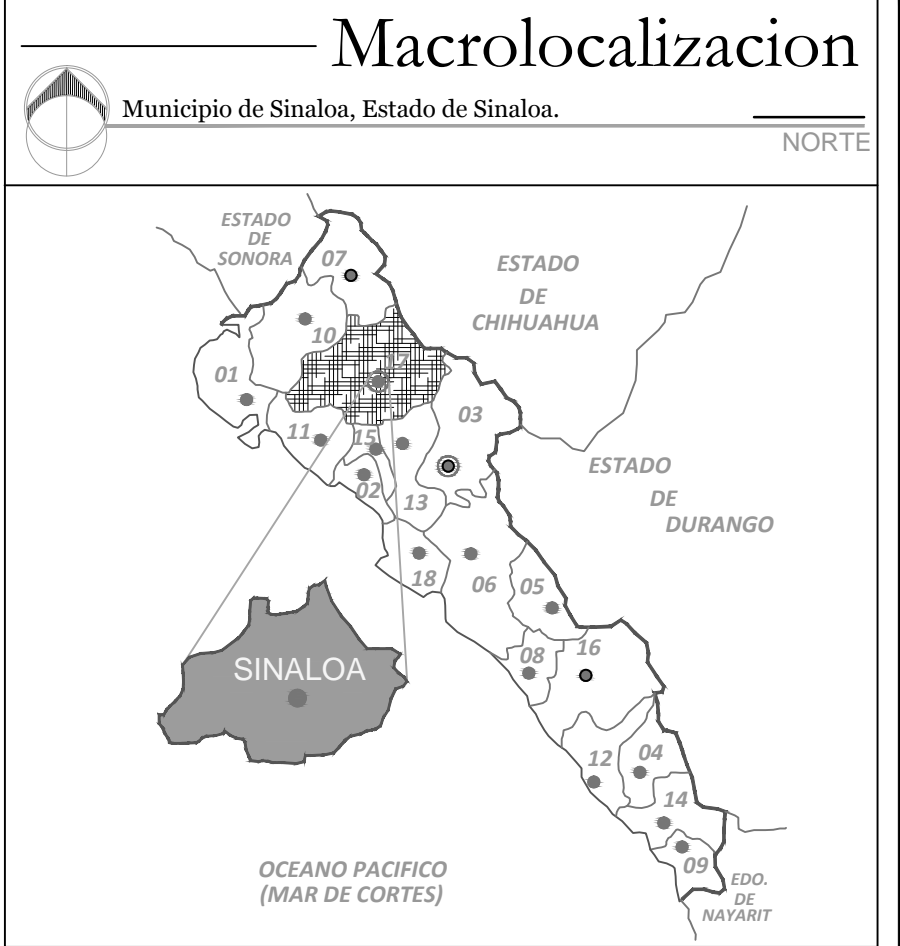 Macrolocalizacion
Municipio de Sinaloa, Estado de Sinaloa.
NORTE
ESTADO
DE
SONORA
07
ESTADO
DE
CHIHUAHUA
10
17
01
03
11
15
02
13
ESTADO
DE
DURANGO
18
06
05
08
16
SINALOA
12
04
14
09
OCEANO PACIFICO
(MAR DE CORTES)
EDO.
DE
NAYARIT